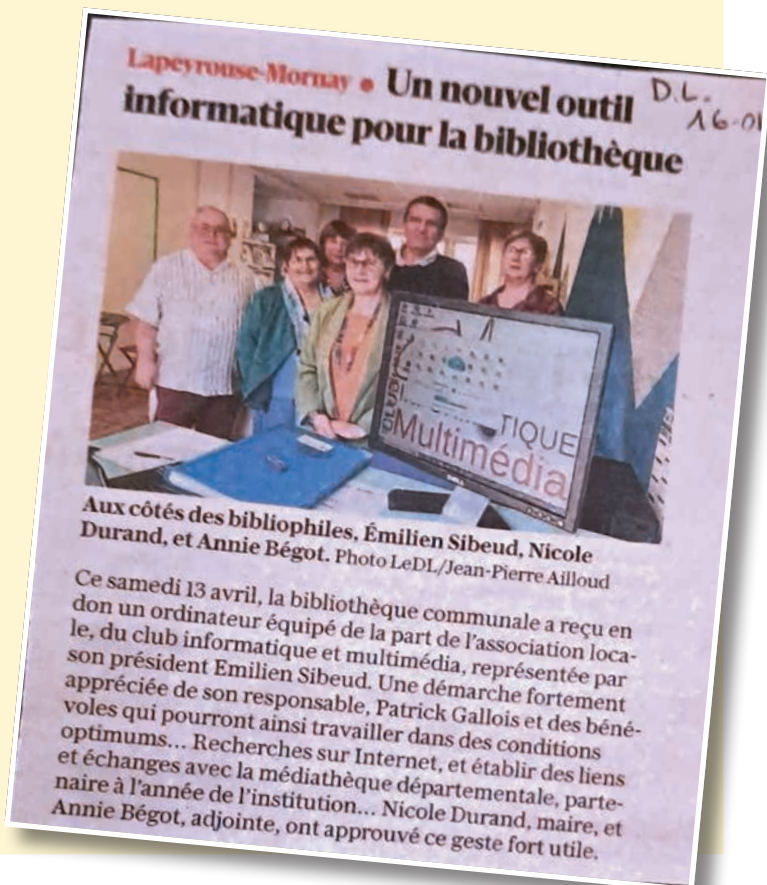 Lapeyrouse-Mornay • Un nouvel outil
informatique pour la bibliothèque
D.L.
16-01
TIQUE
Multimédia
DELL
Aux côtés des bibliophiles, Émilien Sibeud, Nicole
Durand, et Annie Bégot. Photo LeDL/Jean-Pierre Ailloud
Ce samedi 13 avril, la bibliothèque communale a reçu en
don un ordinateur équipé de la part de l'association loca-
le, du club informatique et multimédia, représentée par
son président Emilien Sibeud. Une démarche fortement
appréciée de son responsable, Patrick Gallois et des béné-
voles qui pourront ainsi travailler dans des conditions
optimums... Recherches sur Internet, et établir des liens
et échanges avec la médiathèque départementale, parte-
naire à l'année de l'institution... Nicole Durand, maire, et
Annie Bégot, adjointe, ont approuvé ce geste fort utile.